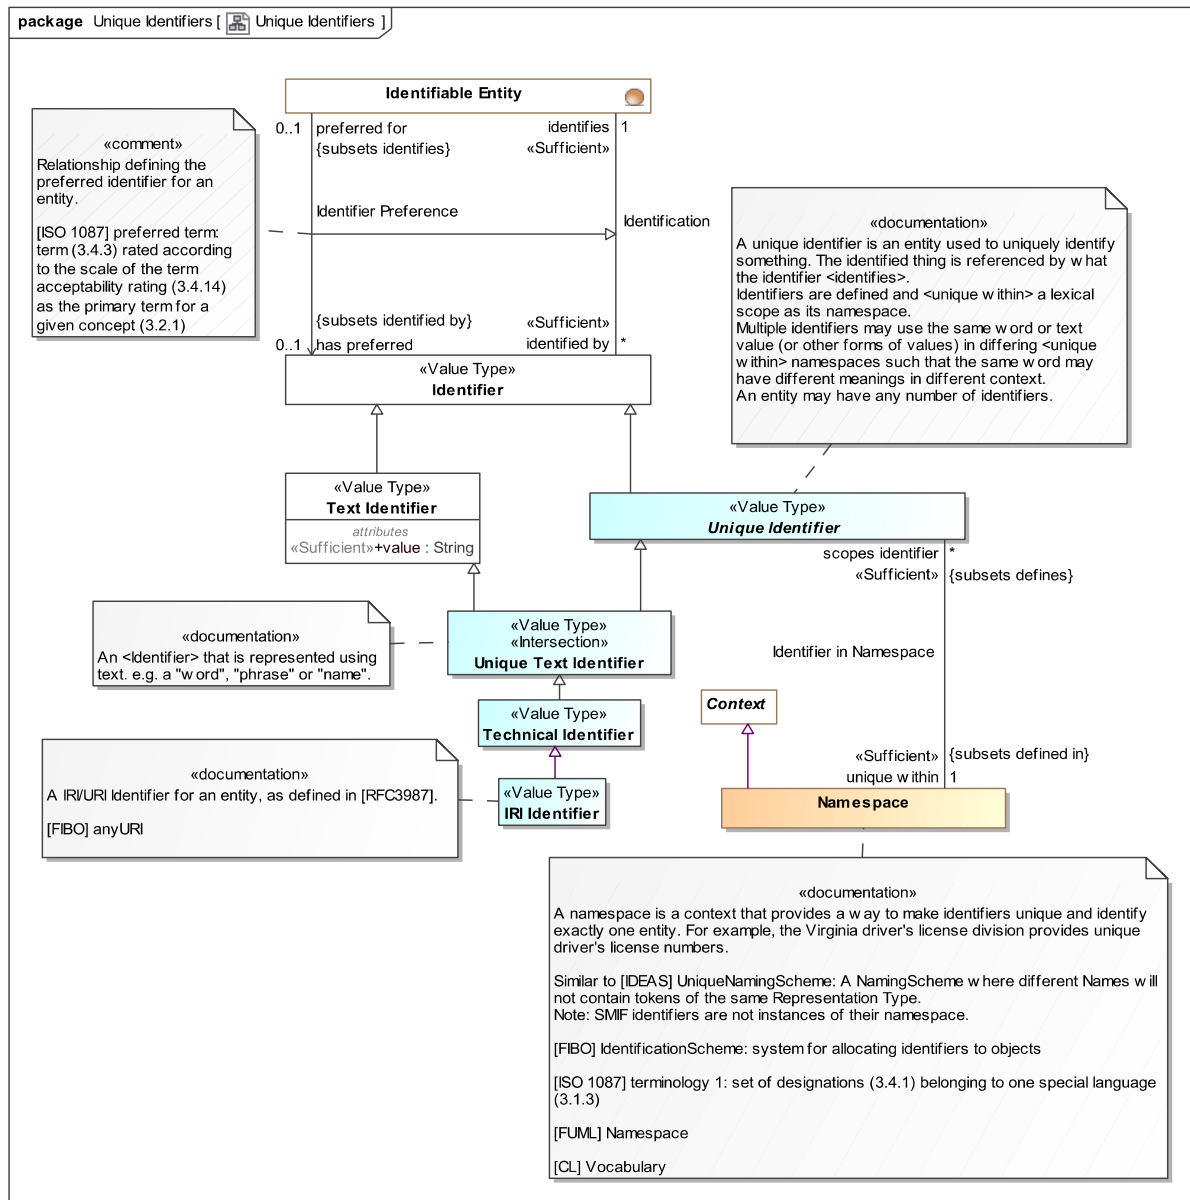 package Unique Identifiers [ Unique Identifiers ]
Identifiable Entity
0..1 preferred for
{subsets identifies}
identifies 1
«Sufficient»
«comment»
Relationship defining the
preferred identifier for an
entity.
[ISO 1087] preferred term:
term (3.4.3) rated according
to the scale of the term
acceptability rating (3.4.14)
as the primary term for a
given concept (3.2.1)
Identifier Preference
Identification
{subsets identified by}
0..1 has preferred
«Sufficient»
identified by *
«documentation»
A unique identifier is an entity used to uniquely identify
something. The identified thing is referenced by what
the identifier <identifies>.
Identifiers are defined and <unique within> a lexical
scope as its namespace.
Multiple identifiers may use the same word or text
value (or other forms of values) in differing <unique
within> namespaces such that the same word may
have different meanings in different context.
An entity may have any number of identifiers.
«Value Type»
Identifier
«Value Type»
Text Identifier
attributes
«Sufficient»+value : String
«Value Type»
Unique Identifier
scopes identifier *
«Sufficient» {subsets defines}
«documentation»
An <Identifier> that is represented using
text. e.g. a "word", "phrase" or "name".
«Value Type»
«Intersection»
Unique Text Identifier
Identifier in Namespace
Context
«Value Type»
Technical Identifier
«documentation»
A IRI/URI Identifier for an entity, as defined in [RFC3987].
[FIBO] anyURI
«Value Type»
IRI Identifier
«Sufficient» {subsets defined in}
unique within 1
Namespace
«documentation»
A namespace is a context that provides a way to make identifiers unique and identify
exactly one entity. For example, the Virginia driver's license division provides unique
driver's license numbers.
Similar to [IDEAS] UniqueNamingScheme: A NamingScheme where different Names will
not contain tokens of the same Representation Type.
Note: SMIF identifiers are not instances of their namespace.
[FIBO] IdentificationScheme: system for allocating identifiers to objects
[ISO 1087] terminology 1: set of designations (3.4.1) belonging to one special language
(3.1.3)
[FUML] Namespace
[CL] Vocabulary